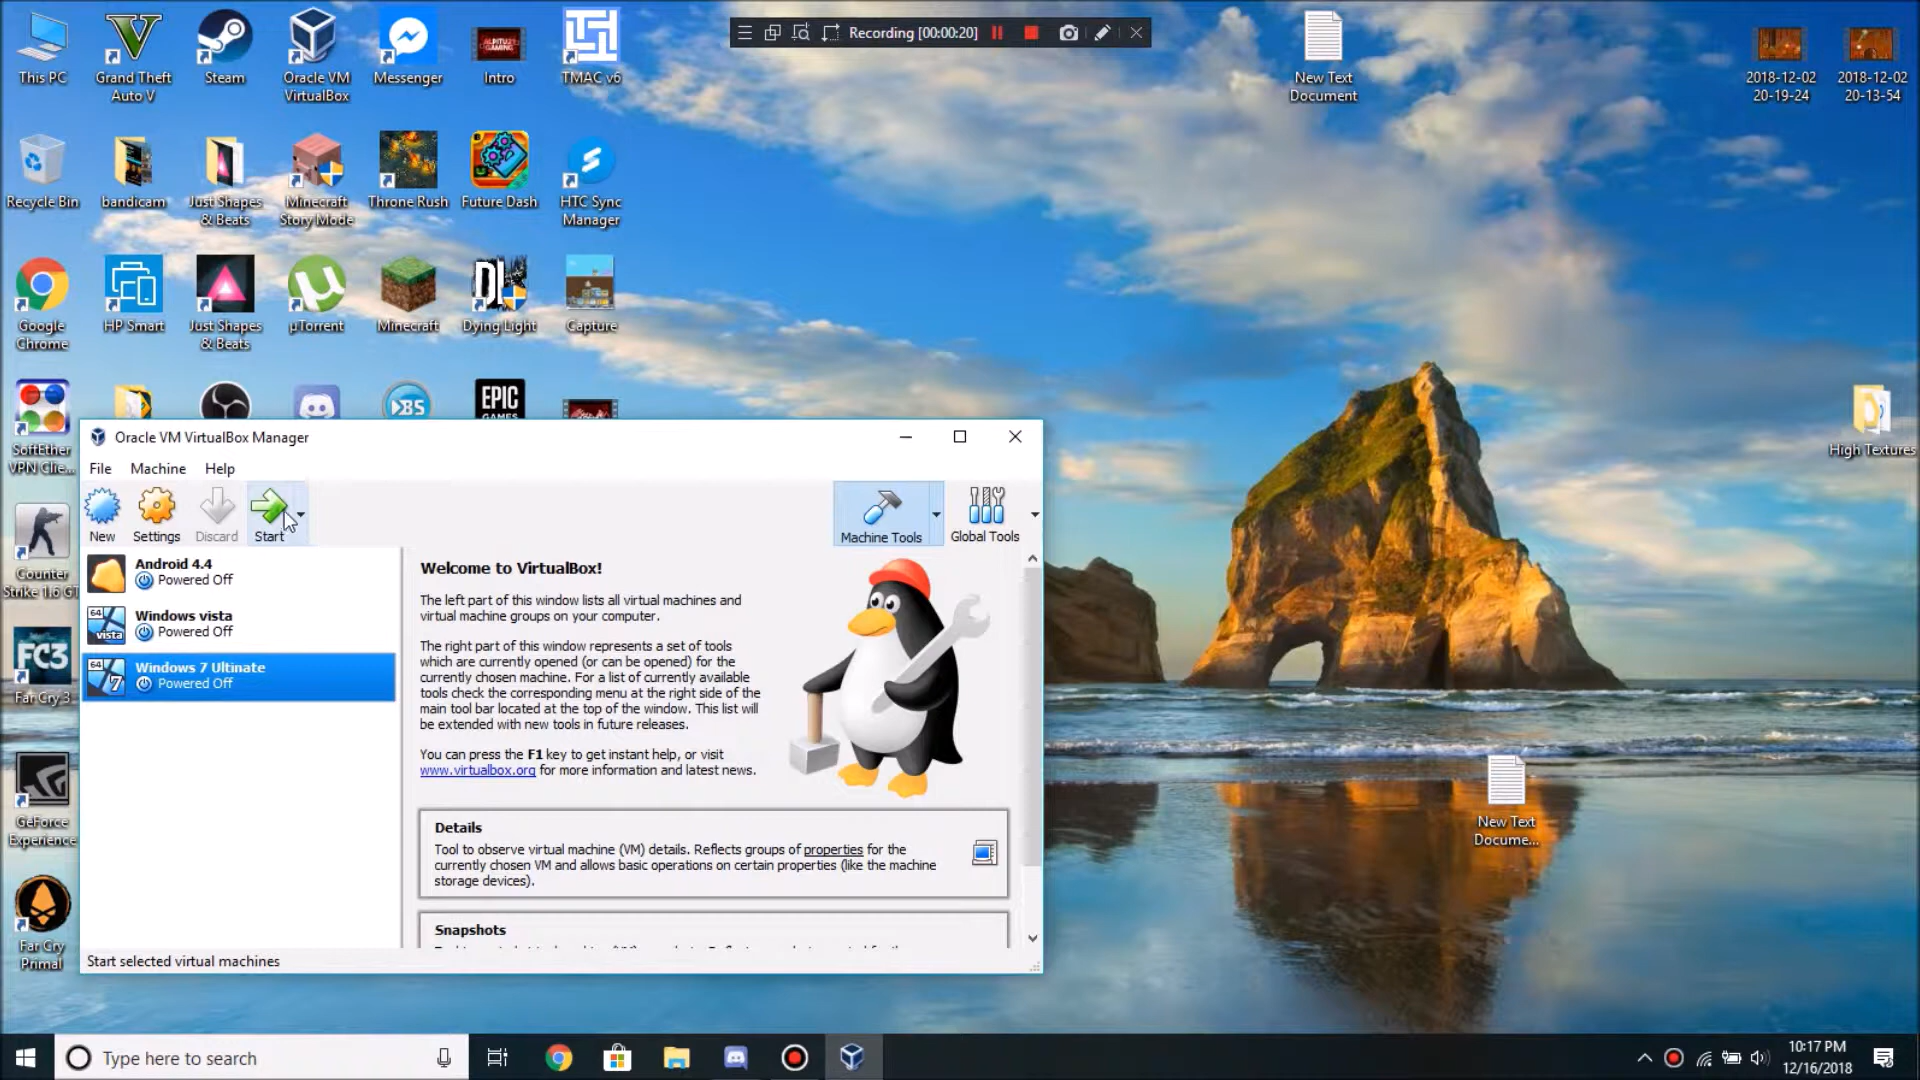 Recording [00:00:20]
This PC
Grand Theft
Auto V
Steam
Oracle VM
VirtualBox
Messenger
ALPITU21
GAMING
Intro
TMAC v6
New Text
Document
2018-12-02
20-19-24
2018-12-02
20-13-54
Recycle Bin
bandicam
Just Shapes
& Beats
Minecraft
Story Mode
Throne Rush
Future Dash
HTC Sync
Manager
Google
Chrome
HP Smart
Just Shapes
& Beats
µTorrent
Minecraft
DL
Dying Light
Capture
EPIC
GAMES
SoftEther
VPN Clie...
High Textures
Oracle VM VirtualBox Manager
File
Machine
Help
New
Settings
Discard
Start
Machine Tools
Global Tools
Counter
Strike 1.6 GT
Android 4.4
Powered Off
64
vista
Windows vista
Powered Off
64
7
Windows 7 Ultinate
Powered Off
FC3
Far Cry 3
Welcome to VirtualBox!
The left part of this window lists all virtual machines and
virtual machine groups on your computer.
The right part of this window represents a set of tools
which are currently opened (or can be opened) for the
currently chosen machine. For a list of currently available
tools check the corresponding menu at the right side of the
main tool bar located at the top of the window. This list will
be extended with new tools in future releases.
You can press the F1 key to get instant help, or visit
www.virtualbox.org for more information and latest news.
GeForce
Experience
Details
Tool to observe virtual machine (VM) details. Reflects groups of properties for the
currently chosen VM and allows basic operations on certain properties (like the machine
storage devices).
New Text
Docume...
Far Cry
Primal
Snapshots
Start selected virtual machines
Type here to search
10:17 PM
12/16/2018